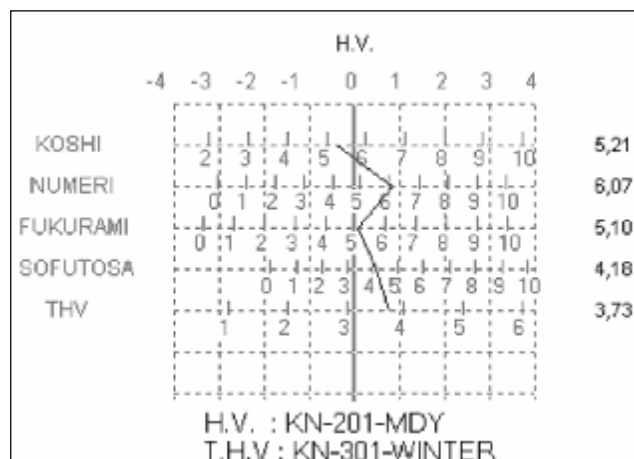 H.V.
-4 -3 -2 -1 0 1 2 3 4
KOSHI 5,21
2 3 4 5 6 7 8 9 10
NUMERI 6,07
0 1 2 3 4 5 6 7 8 9 10
FUKURAMI 5,10
0 1 2 3 4 5 6 7 8 9 10
SOFUTOSA 4,18
0 1 2 3 4 5 6 7 8 9 10
THV 3,73
1 2 3 4 5 6
H.V. : KN-201-MDY
T.H.V : KN-301-WINTER